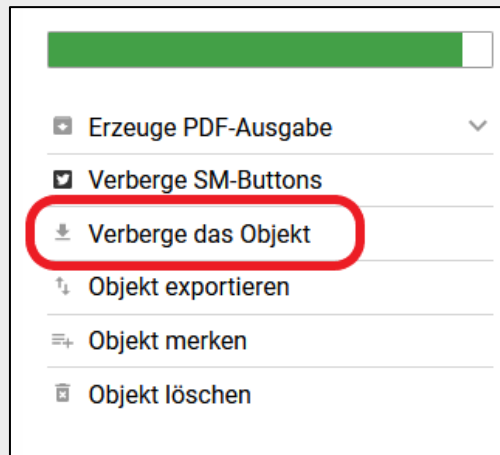 Erzeuge PDF-Ausgabe
Verberge SM-Buttons
Verberge das Objekt
Objekt exportieren
Objekt merken
Objekt löschen